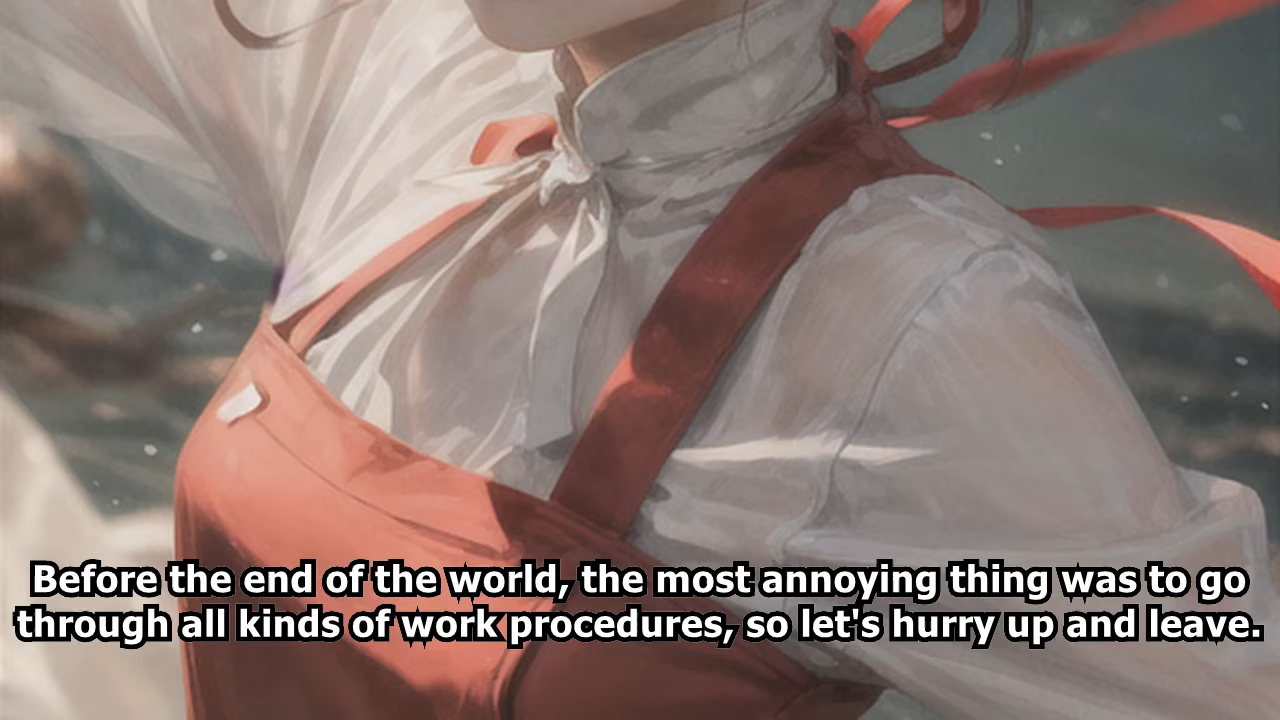 Before the end of the world, the most annoying thing was to go
through all kinds of work procedures, so let's hurry up and leave.